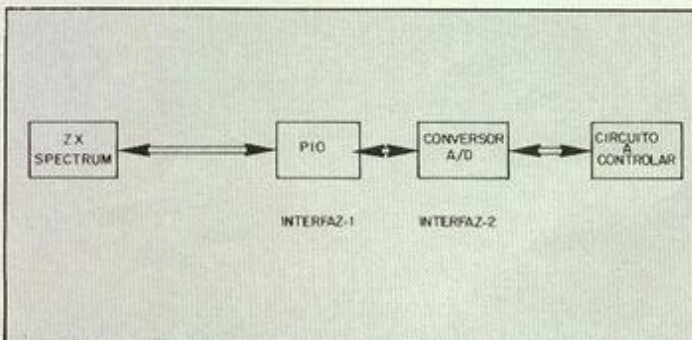 ZX
SPECTRUM
PIO
CONVERSOR
A/D
CIRCUITO
A
CONTROLAR
INTERFAZ-1
INTERFAZ-2